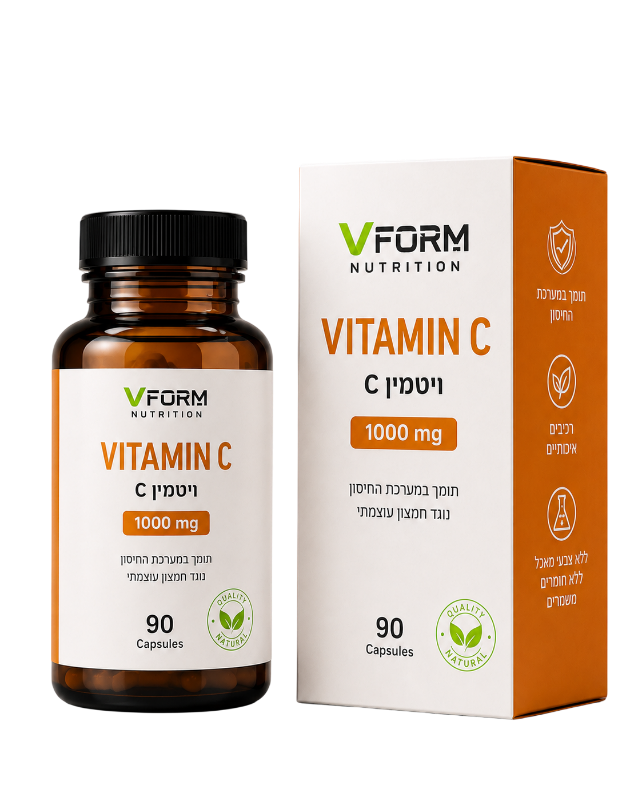 VFORM
NUTRITION
VITAMIN C
ויטמין C
1000 mg
תומך במערכת החיסון
נוגד חמצון עוצמתי
90
Capsules
QUALITY
NATURAL
VFORM
NUTRITION
VITAMIN C
ויטמין C
1000 mg
תומך במערכת החיסון
נוגד חמצון עוצמתי
90
Capsules
QUALITY
NATURAL
תומך במערכת
החיסון
רכיבים
איכותיים
ללא צבעי מאכל
ללא חומרים
משמרים